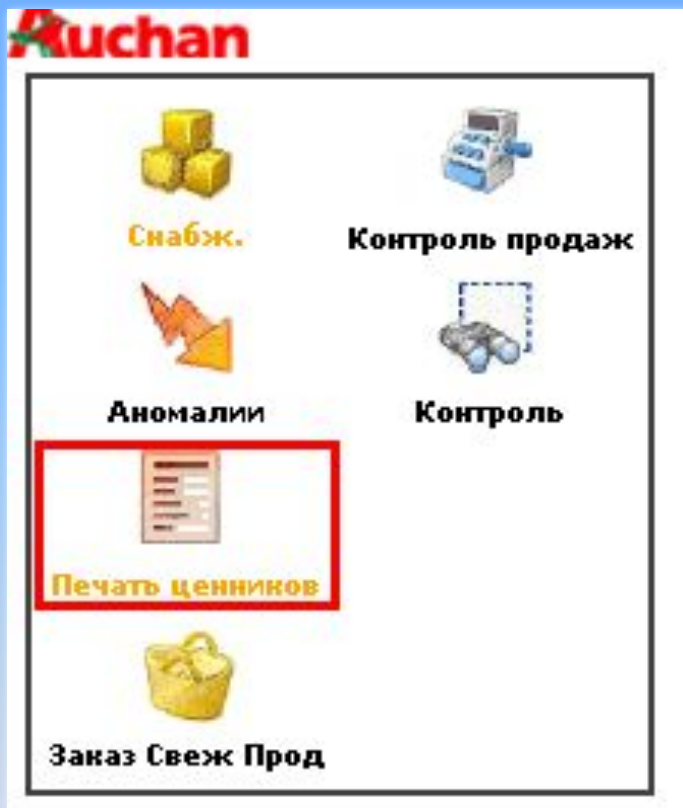 Auchan
Снабж.
Контроль продаж
Аномалии
Контроль
Печать ценников
Заказ Свеж Прод